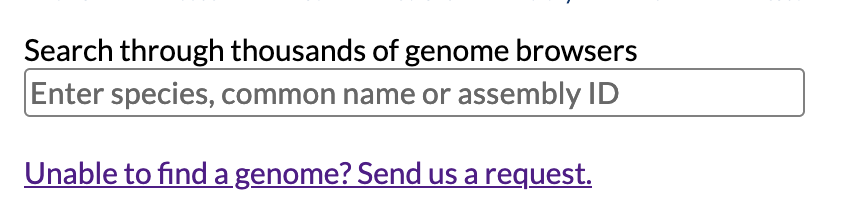 Search through thousands of genome browsers
Enter species, common name or assembly ID
Unable to find a genome? Send us a request.